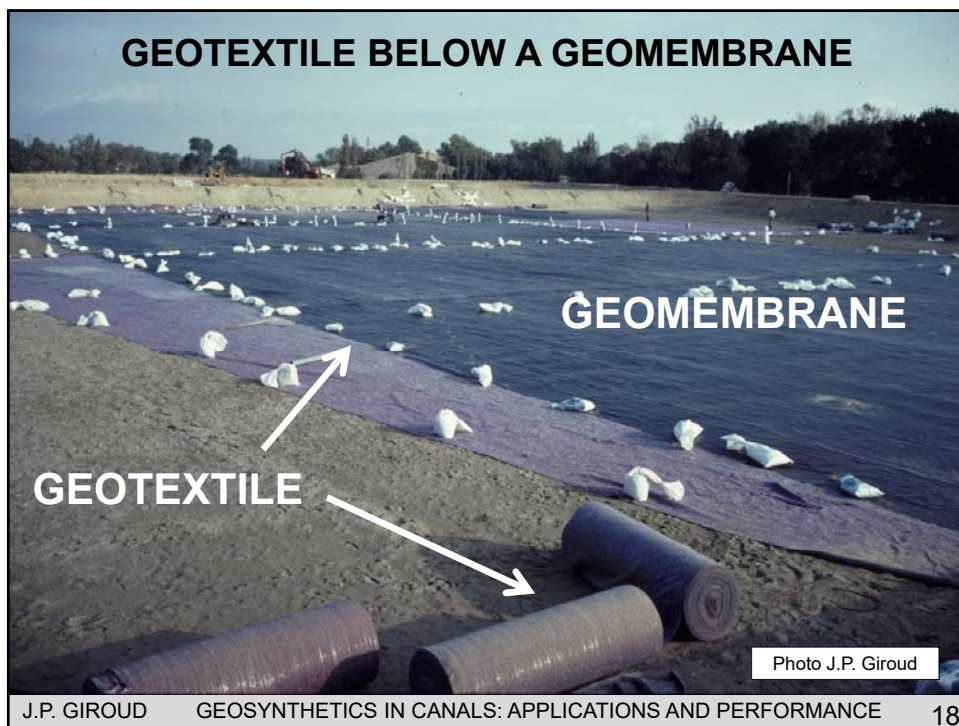 GEOTEXTILE BELOW A GEOMEMBRANE
GEOMEMBRANE
GEOTEXTILE
Photo J.P. Giroud
J.P. GIROUD GEOSYNTHETICS IN CANALS: APPLICATIONS AND PERFORMANCE 18